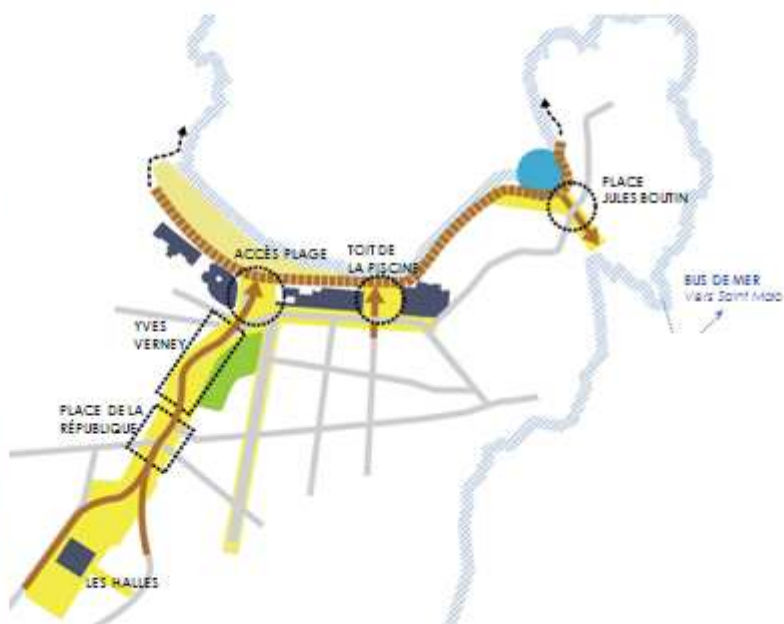 PLACE
JULES BOUTIN
ACCÈS PLAGE
TOIT DE
LA PISCINE
BUS DE MER
Vers Saint Malo
YVES
VERNEY
PLACE DE LA
RÉPUBLIQUE
LES HALLES